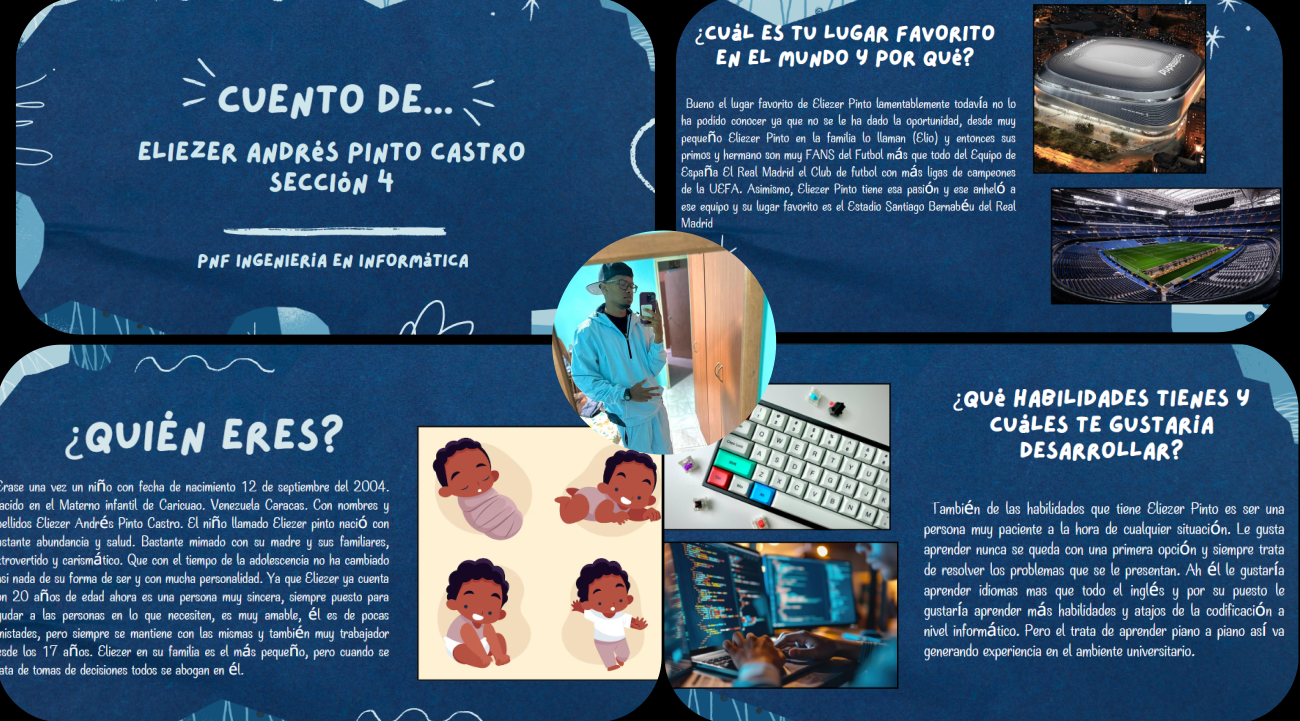 CUENTO DE...
ELIEZER ANDRÉS PINTO CASTRO
SECCIÓN 4
PNF INGENIERÍA EN INFORMÁTICA
¿CUÁL ES TU LUGAR FAVORITO
EN EL MUNDO Y POR QUÉ?
Bueno el lugar favorito de Eliezer Pinto lamentablemente todavía no lo
ha podido conocer ya que no se le ha dado la oportunidad, desde muy
pequeño Eliezer Pinto en la familia lo llaman (Elio) y entonces sus
primos y hermano son muy FANS del Futbol más que todo del Equipo de
España El Real Madrid el Club de futbol con más ligas de campeones
de la UEFA. Asimismo, Eliezer Pinto tiene esa pasión y ese anheló a
ese equipo y su lugar favorito es el Estadio Santiago Bernabéu del Real
Madrid
¿QUIÉN ERES?
Érase una vez un niño con fecha de nacimiento 12 de septiembre del 2004.
acido en el Materno infantil de Caricuao. Venezuela Caracas. Con nombres y
pellidos Eliezer Andrés Pinto Castro. El niño llamado Eliezer pinto nació con
astante abundancia y salud. Bastante mimado con su madre y sus familiares,
xtrovertido y carismático. Que con el tiempo de la adolescencia no ha cambiado
asi nada de su forma de ser y con mucha personalidad. Ya que Eliezer ya cuenta
on 20 años de edad ahora es una persona muy sincera, siempre puesto para
yudar a las personas en lo que necesiten, es muy amable, él es de pocas
mistades, pero siempre se mantiene con las mismas y también muy trabajador
esde los 17 años. Eliezer en su familia es el más pequeño, pero cuando se
rata de tomas de decisiones todos se abogan en él.
¿QUÉ HABILIDADES TIENES Y
CUÁLES TE GUSTARÍA
DESARROLLAR?
También de las habilidades que tiene Eliezer Pinto es ser una
persona muy paciente a la hora de cualquier situación. Le gusta
aprender nunca se queda con una primera opción y siempre trata
de resolver los problemas que se le presentan. Ah él le gustaría
aprender idiomas mas que todo el inglés y por su puesto le
gustaría aprender más habilidades y atajos de la codificación a
nivel informático. Pero el trata de aprender piano a piano así va
generando experiencia en el ambiente universitario.